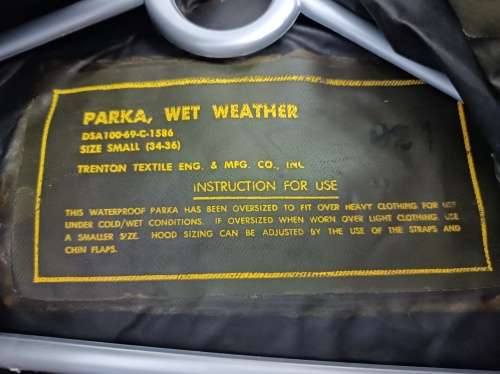 PARKA, WET WEATHER
DSA100-69-C-1586
SIZE SMALL (34-36)
TRENTON TEXTILE ENG. & MFG. CO., INC
INSTRUCTION FOR USE
THIS WATERPROOF PARKA HAS BEEN OVERSIZED TO FIT OVER HEAVY CLOTHING FOR USE
UNDER COLD/WET CONDITIONS. IF OVERSIZED WHEN WORN OVER LIGHT CLOTHING, USE
A SMALLER SIZE. HOOD SIZING CAN BE ADJUSTED BY THE USE OF THE STRAPS AND
CHIN FLAPS.